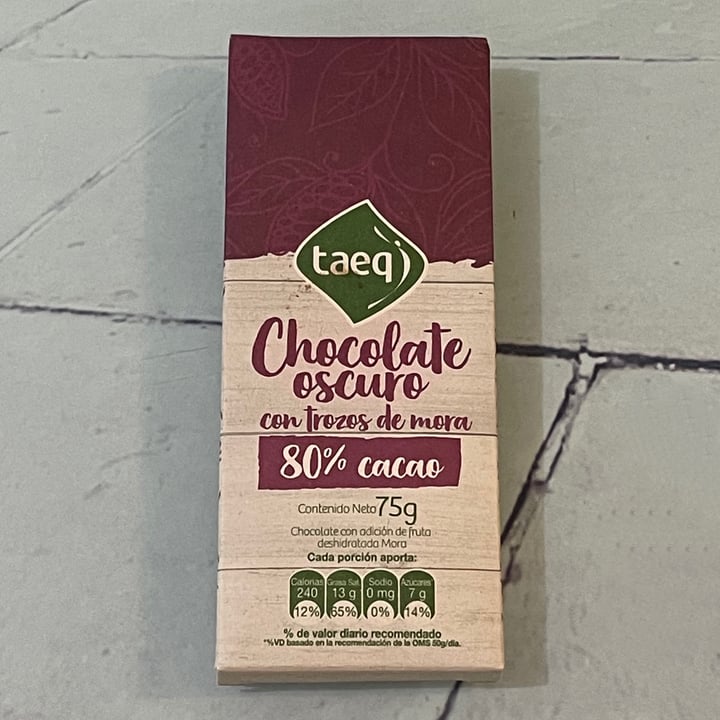 taeq
Chocolate
oscuro
con trozos de mora
80% cacao
Contenido Neto 75g
Chocolate con adición de fruta
deshidratada Mora
Cada porción aporta:
Calorías Grasa Sat. Sodio Azúcares
240 13 g 0 mg 7 g
12% 65% 0% 14%
% de valor diario recomendado
*%VD basado en la recomendación de la OMS 50g/dia.